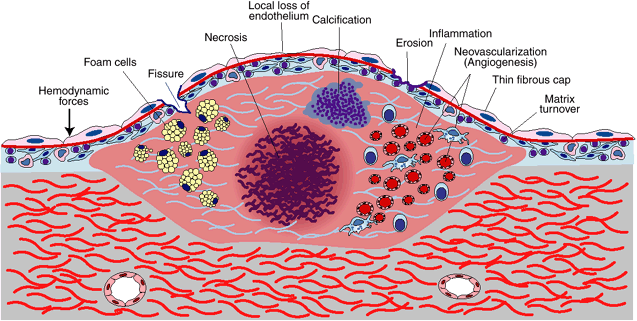 Local loss of
endothelium
Calcification
Necrosis
Inflammation
Erosion
Neovascularization
(Angiogenesis)
Foam cells
Fissure
Thin fibrous cap
Hemodynamic
forces
Matrix
turnover